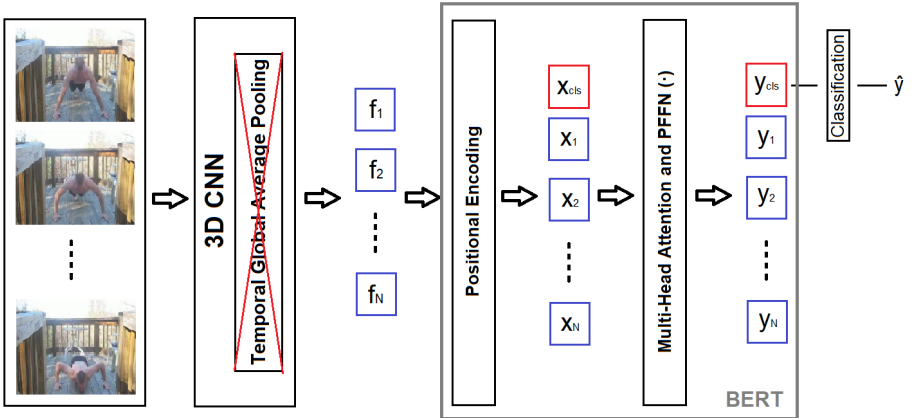 3D CNN
Temporal Global Average Pooling
f1
f2
fN
Positional Encoding
xcls
x1
x2
xN
Multi-Head Attention and PFFN (·)
ycls
y1
y2
yN
BERT
Classification
ŷ